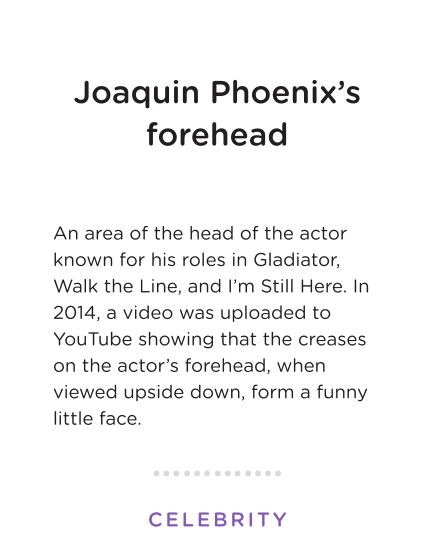 Joaquin Phoenix’s
forehead
An area of the head of the actor
known for his roles in Gladiator,
Walk the Line, and I’m Still Here. In
2014, a video was uploaded to
YouTube showing that the creases
on the actor’s forehead, when
viewed upside down, form a funny
little face.
CELEBRITY